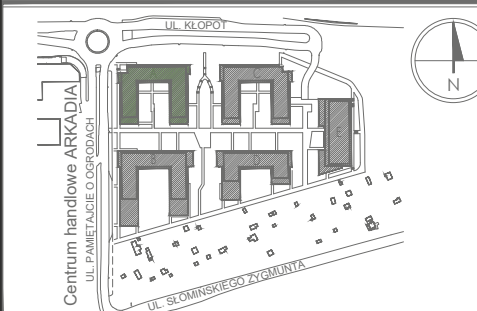 UL. KŁOPOT
C
E
B
D
N
Centrum handlowe ARKADIA
UL. PAMIĘTAJCIE O OGRODACH
UL. SŁOMIŃSKIEGO ZYGMUNTA